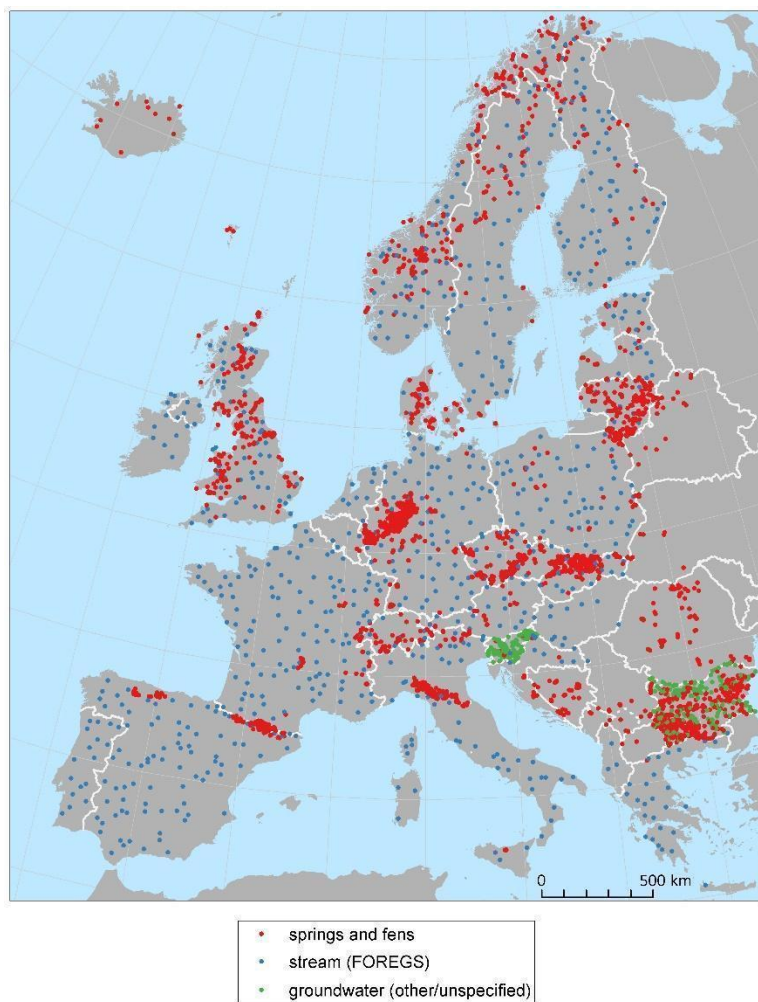 0 500 km
springs and fens
stream (FOREGS)
groundwater (other/unspecified)